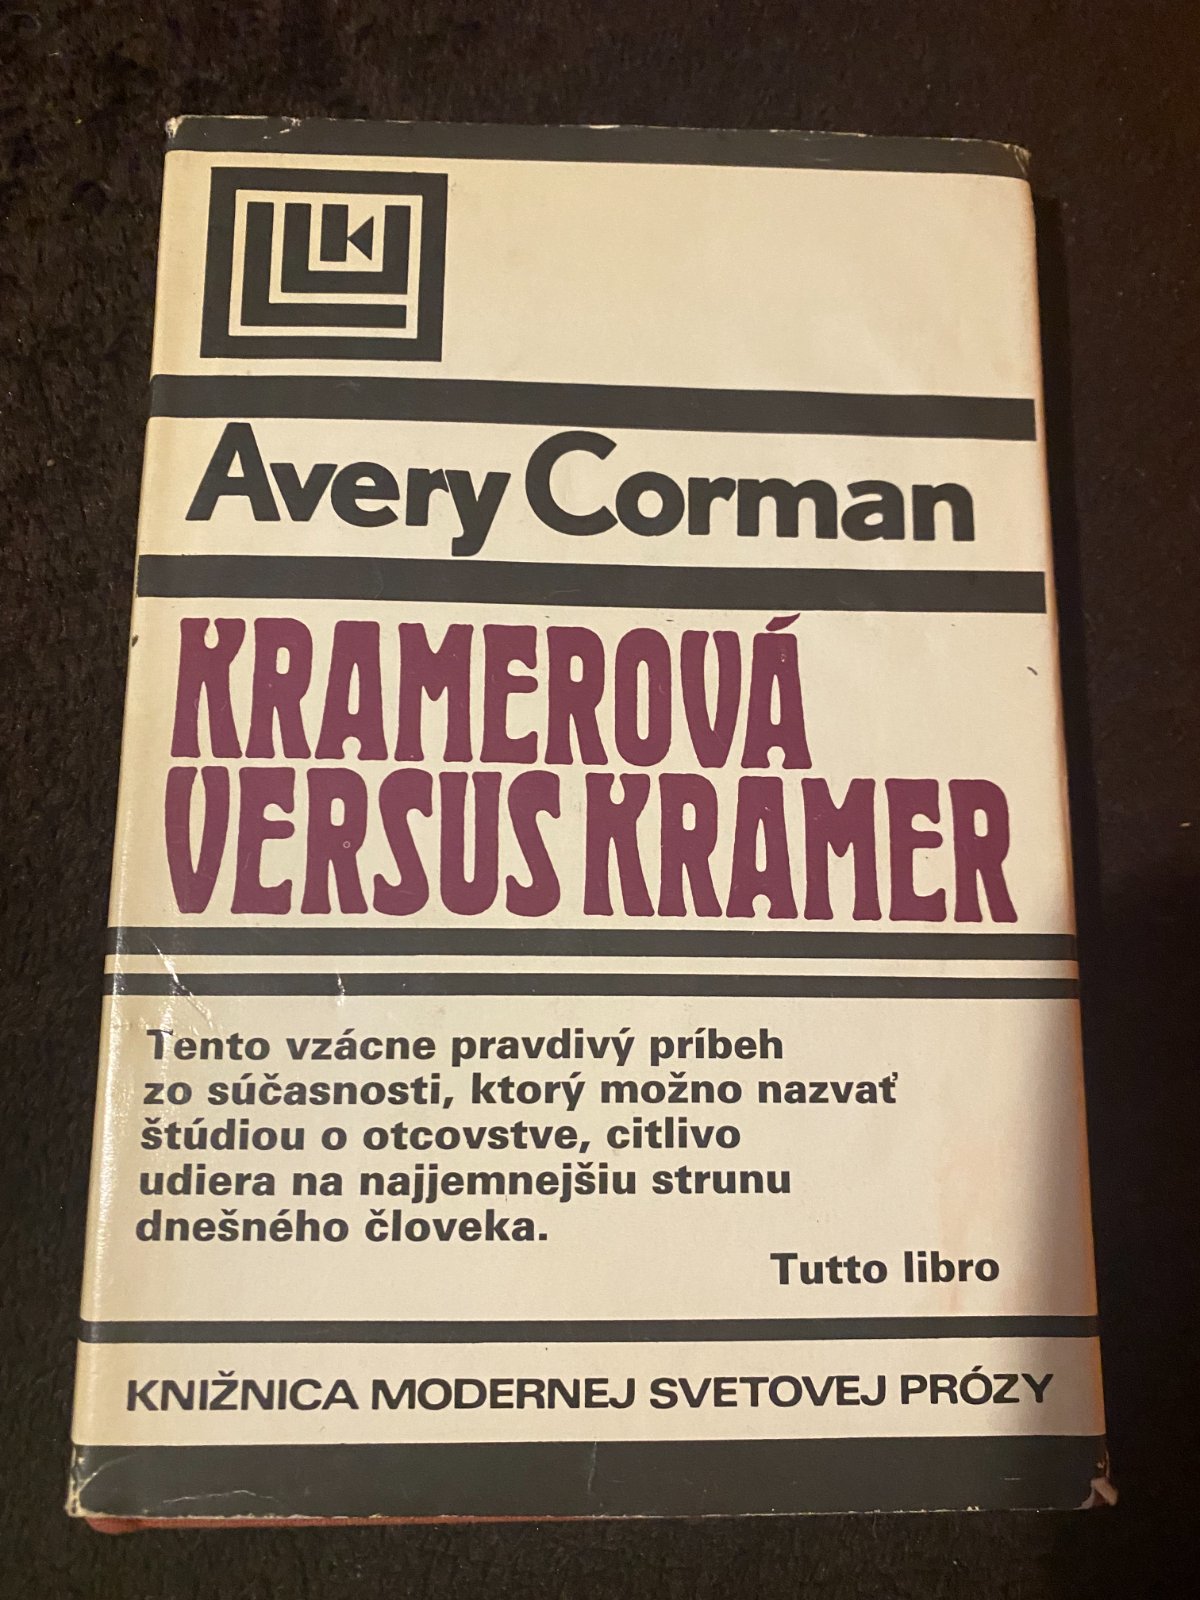 Avery Corman
KRAMEROVÁ
VERSUS KRAMER
Tento vzácne pravdivý príbeh
zo súčasnosti, ktorý možno nazvať
štúdiou o otcovstve, citlivo
udiera na najjemnejšiu strunu
dnešného človeka.
Tutto libro
KNIŽNICA MODERNEJ SVETOVEJ PRÓZY